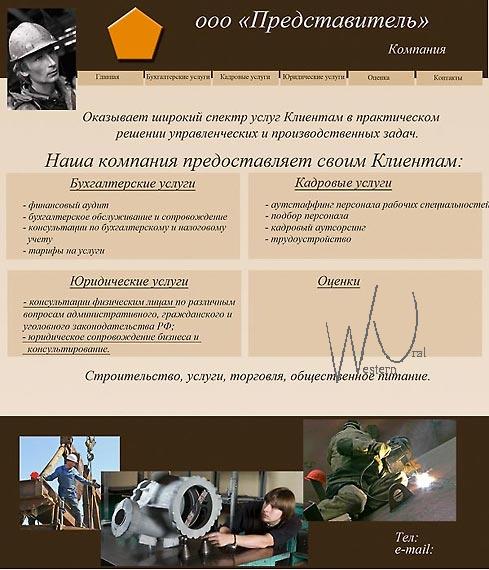 ооо «Представитель»
Компания
Главная Бухгалтерские услуги Кадровые услуги Юридические услуги Оценка Контакты
Оказывает широкий спектр услуг Клиентам в практическом
решении управленческих и производственных задач.
Наша компания предоставляет своим Клиентам:
Бухгалтерские услуги
- финансовый аудит
- бухгалтерское обслуживание и сопровождение
- консультации по бухгалтерскому и налоговому
учету
- тарифы на услуги
Кадровые услуги
- аутстаффинг персонала рабочих специальностей
- подбор персонала
- кадровый аутсорсинг
- трудоустройство
Юридические услуги
- консультации физическим лицам по различным
вопросам административного, гражданского и
уголовного законодательства РФ;
- юридическое сопровождение бизнеса и
консультирование.
Оценки
Western Ural
Строительство, услуги, торговля, общественное питание.
Тел:
e-mail: